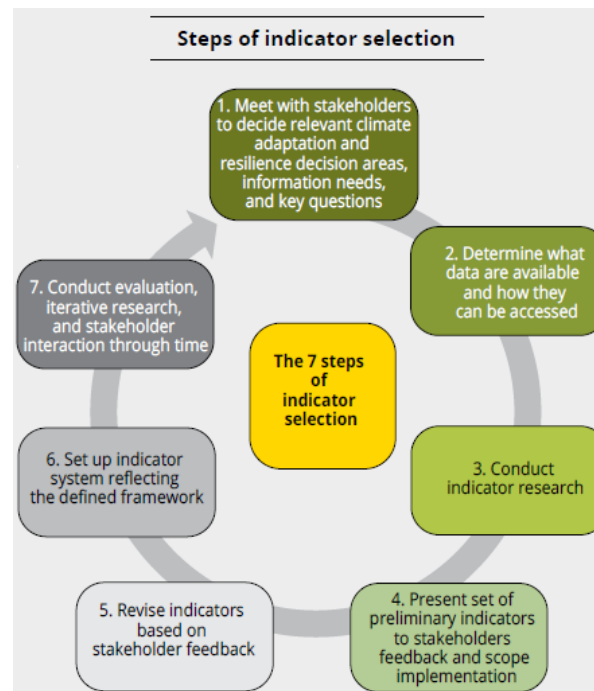 Steps of indicator selection
1. Meet with stakeholders
to decide relevant climate
adaptation and
resilience decision areas,
information needs,
and key questions
2. Determine what
data are available
and how they
can be accessed
3. Conduct
indicator research
4. Present set of
preliminary indicators
to stakeholders
feedback and scope
implementation
5. Revise indicators
based on
stakeholder feedback
6. Set up indicator
system reflecting
the defined framework
7. Conduct evaluation,
iterative research,
and stakeholder
interaction through time
The 7 steps
of
indicator
selection